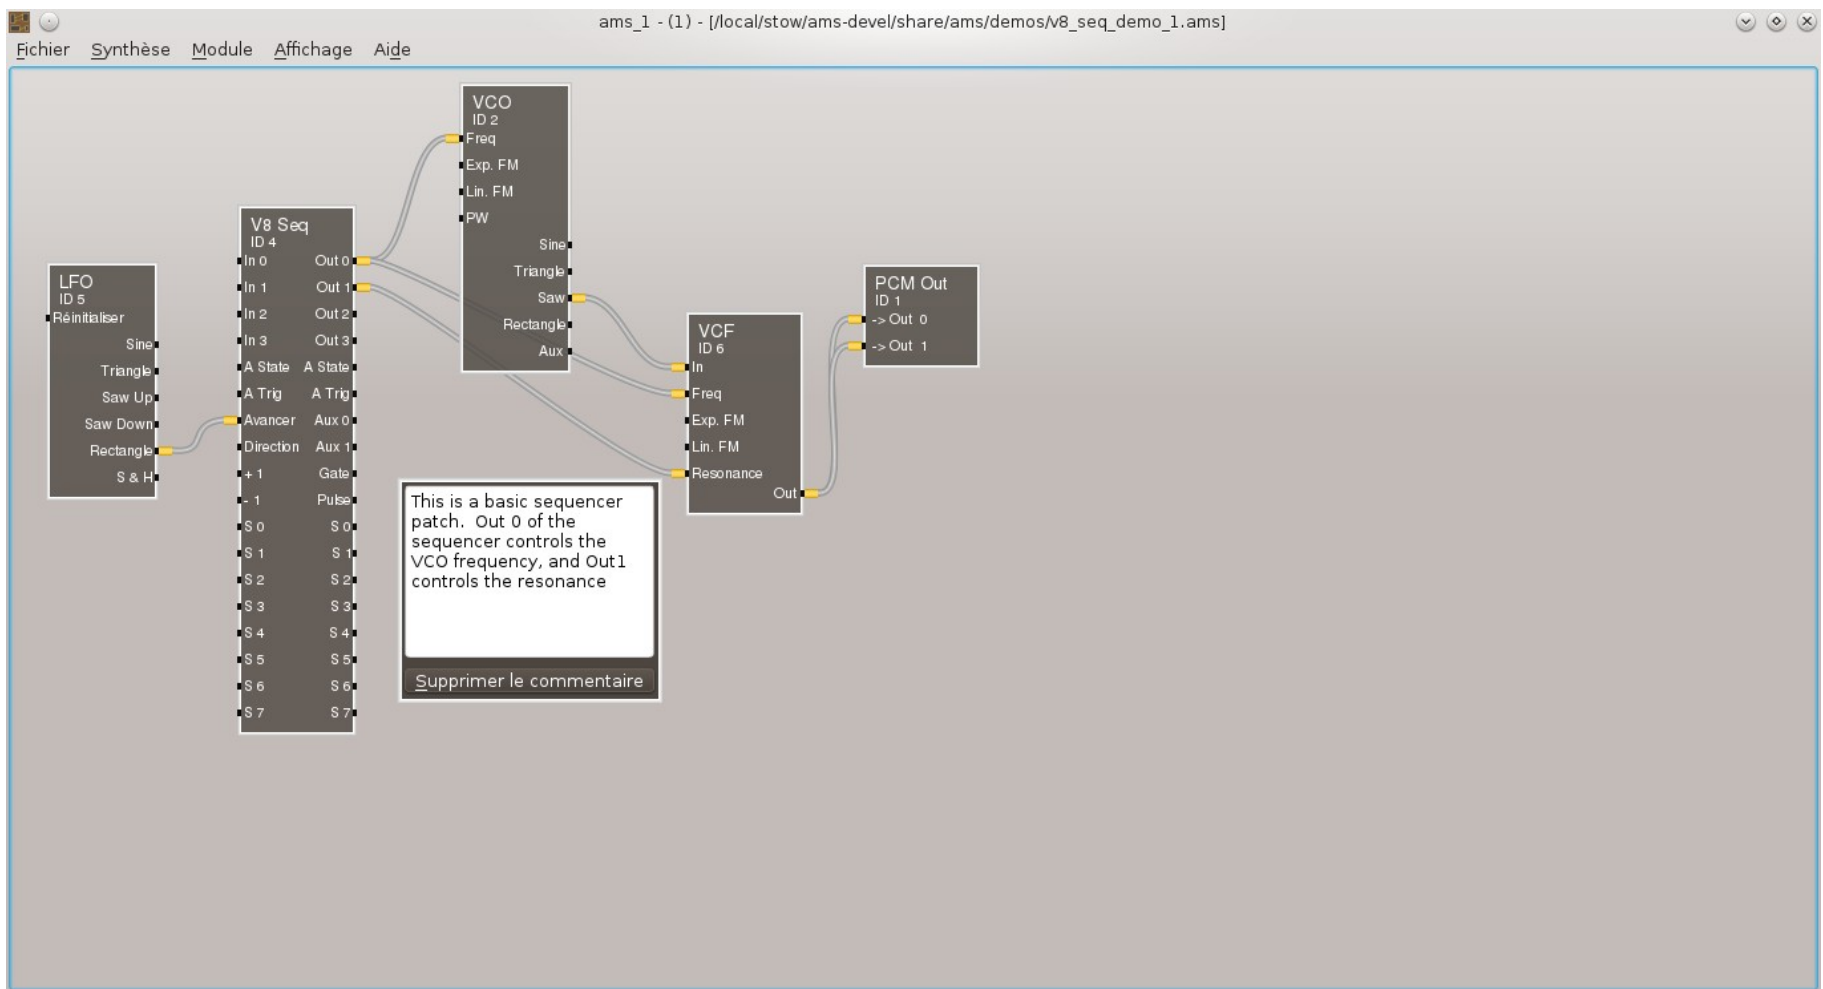 ams_1 - (1) - [/local/stow/ams-devel/share/ams/demos/v8_seq_demo_1.ams]
Fichier Synthèse Module Affichage Aide
LFO
ID 5
Réinitialiser
Sine
Triangle
Saw Up
Saw Down
Rectangle
S & H
V8 Seq
ID 4
In 0 Out 0
In 1 Out 1
In 2 Out 2
In 3 Out 3
A State A State
A Trig A Trig
Avancer Aux 0
Direction Aux 1
+ 1 Gate
- 1 Pulse
S 0 S 0
S 1 S 1
S 2 S 2
S 3 S 3
S 4 S 4
S 5 S 5
S 6 S 6
S 7 S 7
VCO
ID 2
Freq
Exp. FM
Lin. FM
PW
Sine
Triangle
Saw
Rectangle
Aux
This is a basic sequencer
patch.  Out 0 of the
sequencer controls the
VCO frequency, and Out1
controls the resonance
Supprimer le commentaire
VCF
ID 6
In
Freq
Exp. FM
Lin. FM
Resonance
Out
PCM Out
ID 1
-> Out 0
-> Out 1